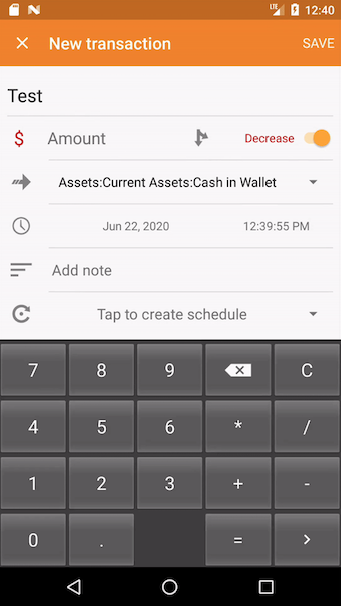 LTE 12:40
New transaction SAVE
Test
$ Amount Decrease
Assets:Current Assets:Cash in Wallet
Jun 22, 2020 12:39:55 PM
Add note
Tap to create schedule
7 8 9 C
4 5 6 * /
1 2 3 + -
0 . = >